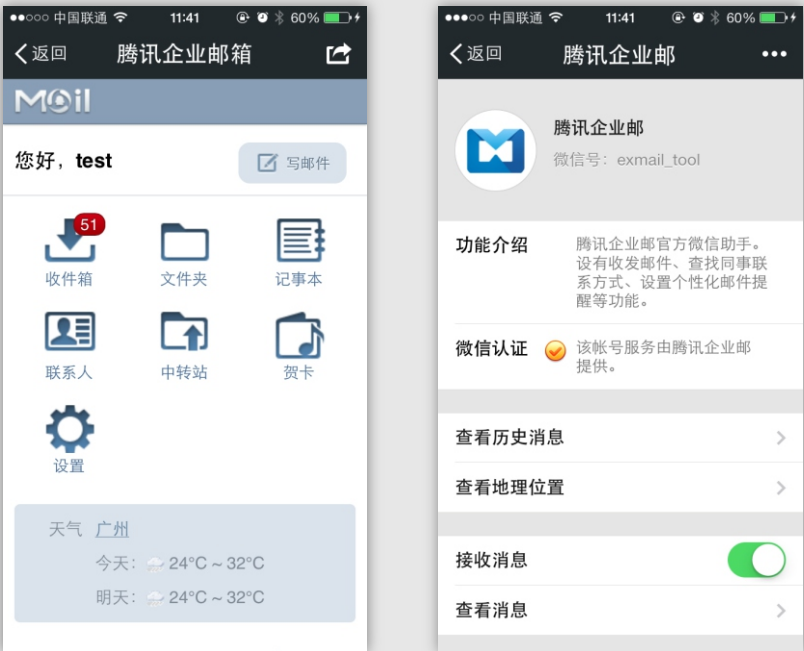 中国联通 11:41 60%
返回 腾讯企业邮箱
Mail
您好，test 写邮件
51
收件箱 文件夹 记事本
联系人 中转站 贺卡
设置
天气 广州
今天： 24°C ~ 32°C
明天： 24°C ~ 32°C
中国联通 11:41 60%
返回 腾讯企业邮
腾讯企业邮
微信号：exmail_tool
功能介绍 腾讯企业邮官方微信助手。
设有收发邮件、查找同事联
系方式、设置个性化邮件提
醒等功能。
微信认证 该帐号服务由腾讯企业邮
提供。
查看历史消息
查看地理位置
接收消息
查看消息